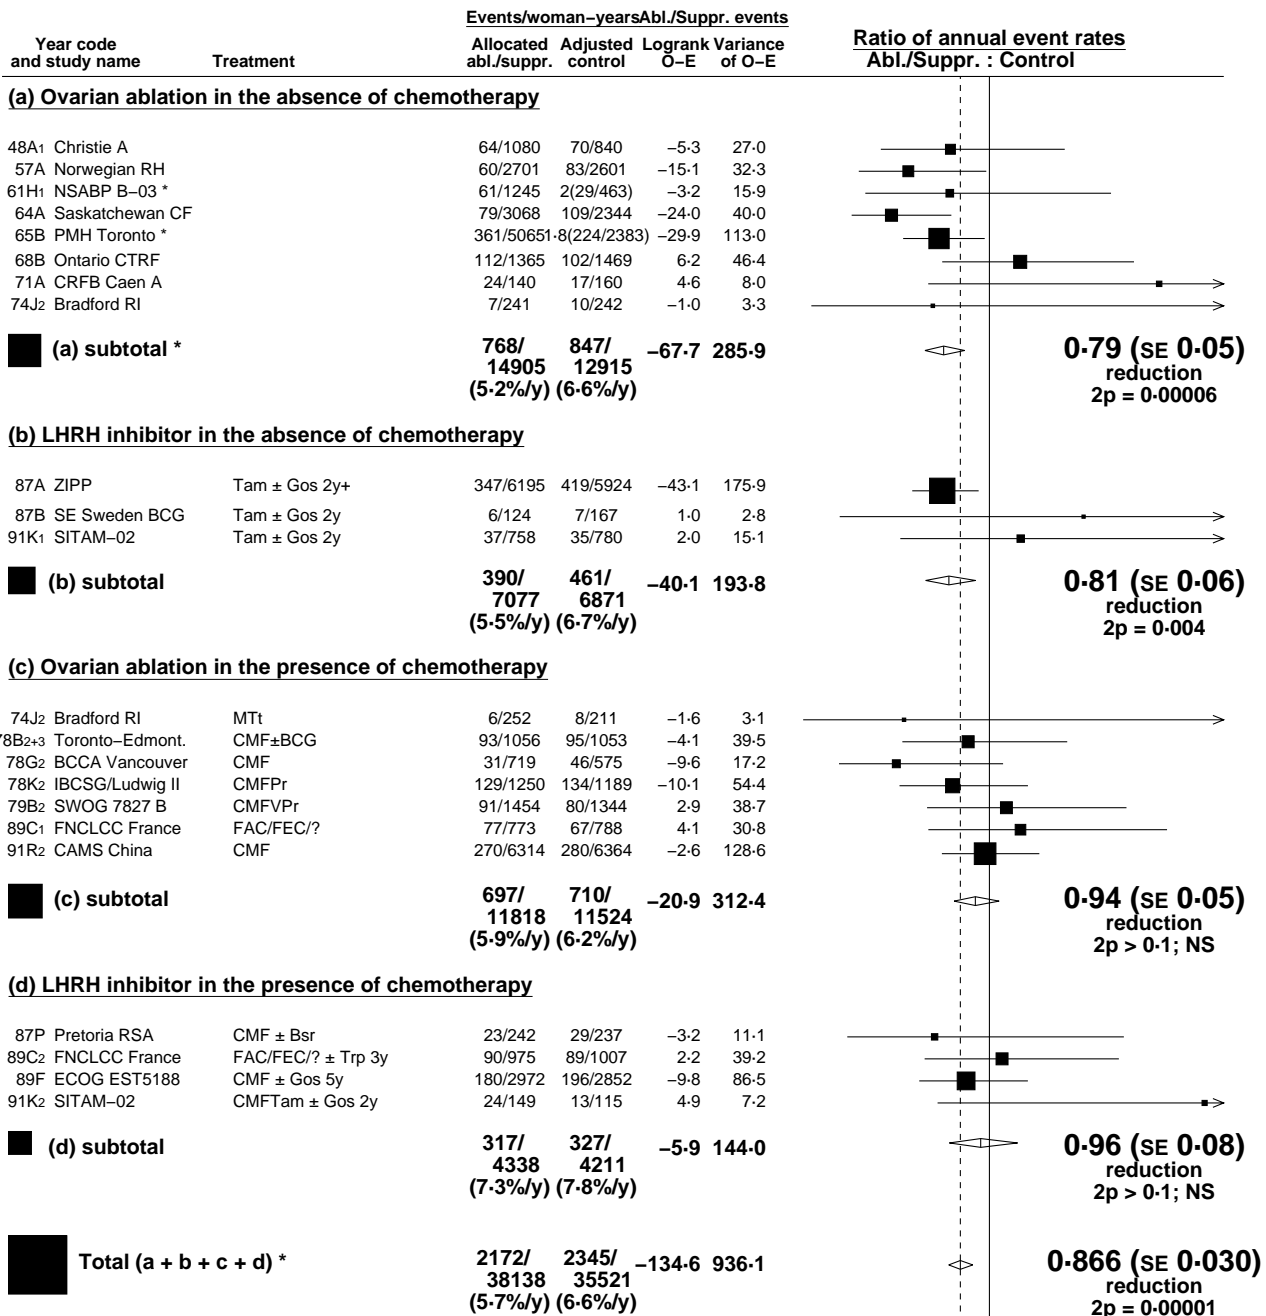 Events/woman–years Abl./Suppr. events
Year code and study name Treatment Allocated abl./suppr. Adjusted control Logrank O–E Variance of O–E Ratio of annual event rates Abl./Suppr. : Control
(a) Ovarian ablation in the absence of chemotherapy
48A1 Christie A 64/1080 70/840 –5·3 27·0
57A Norwegian RH 60/2701 83/2601 –15·1 32·3
61H1 NSABP B–03 * 61/1245 2(29/463) –3·2 15·9
64A Saskatchewan CF 79/3068 109/2344 –24·0 40·0
65B PMH Toronto * 361/5065 1·8(224/2383) –29·9 113·0
68B Ontario CTRF 112/1365 102/1469 6·2 46·4
71A CRFB Caen A 24/140 17/160 4·6 8·0
74J2 Bradford RI 7/241 10/242 –1·0 3·3
(a) subtotal * 768/14905 847/12915 –67·7 285·9 0·79 (SE 0·05)
reduction
(5·2%/y) (6·6%/y) 2p = 0·00006
(b) LHRH inhibitor in the absence of chemotherapy
87A ZIPP Tam ± Gos 2y+ 347/6195 419/5924 –43·1 175·9
87B SE Sweden BCG Tam ± Gos 2y 6/124 7/167 1·0 2·8
91K1 SITAM–02 Tam ± Gos 2y 37/758 35/780 2·0 15·1
(b) subtotal 390/7077 461/6871 –40·1 193·8 0·81 (SE 0·06)
reduction
(5·5%/y) (6·7%/y) 2p = 0·004
(c) Ovarian ablation in the presence of chemotherapy
74J2 Bradford RI MTt 6/252 8/211 –1·6 3·1
78B2+3 Toronto–Edmont. CMF±BCG 93/1056 95/1053 –4·1 39·5
78G2 BCCA Vancouver CMF 31/719 46/575 –9·6 17·2
78K2 IBCSG/Ludwig II CMFPr 129/1250 134/1189 –10·1 54·4
79B2 SWOG 7827 B CMFVPr 91/1454 80/1344 2·9 38·7
89C1 FNCLCC France FAC/FEC/? 77/773 67/788 4·1 30·8
91R2 CAMS China CMF 270/6314 280/6364 –2·6 128·6
(c) subtotal 697/11818 710/11524 –20·9 312·4 0·94 (SE 0·05)
reduction
(5·9%/y) (6·2%/y) 2p > 0·1; NS
(d) LHRH inhibitor in the presence of chemotherapy
87P Pretoria RSA CMF ± Bsr 23/242 29/237 –3·2 11·1
89C2 FNCLCC France FAC/FEC/? ± Trp 3y 90/975 89/1007 2·2 39·2
89F ECOG EST5188 CMF ± Gos 5y 180/2972 196/2852 –9·8 86·5
91K2 SITAM–02 CMFTam ± Gos 2y 24/149 13/115 4·9 7·2
(d) subtotal 317/4338 327/4211 –5·9 144·0 0·96 (SE 0·08)
reduction
(7·3%/y) (7·8%/y) 2p > 0·1; NS
Total (a + b + c + d) * 2172/38138 2345/35521 –134·6 936·1 0·866 (SE 0·030)
reduction
(5·7%/y) (6·6%/y) 2p = 0·00001